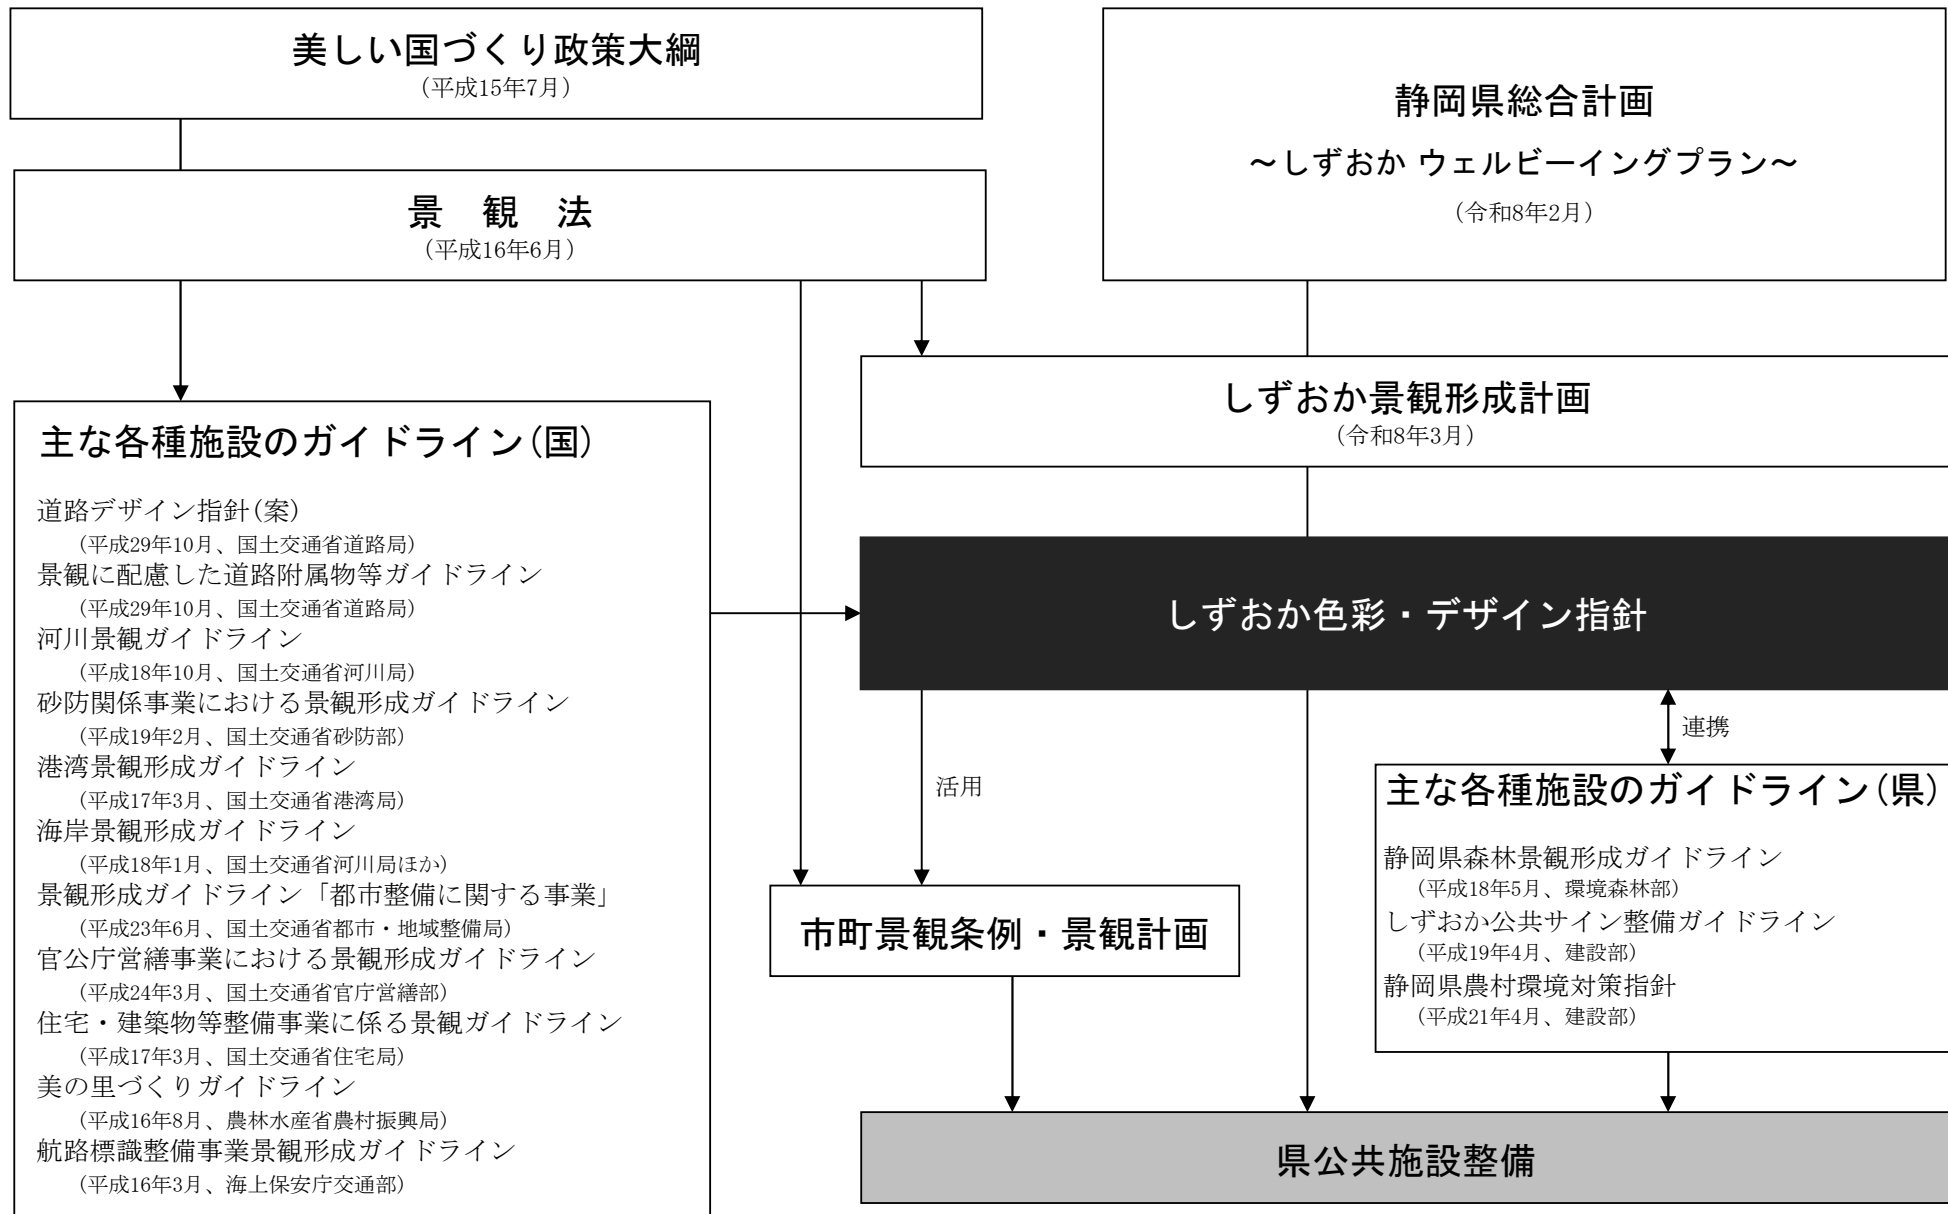 美しい国づくり政策大綱
(平成15年7月)
景　観　法
(平成16年6月)
静岡県総合計画
～しずおか ウェルビーイングプラン～
(令和8年2月)
しずおか景観形成計画
(令和8年3月)
主な各種施設のガイドライン(国)
道路デザイン指針(案)
(平成29年10月、国土交通省道路局)
景観に配慮した道路附属物等ガイドライン
(平成29年10月、国土交通省道路局)
河川景観ガイドライン
(平成18年10月、国土交通省河川局)
砂防関係事業における景観形成ガイドライン
(平成19年2月、国土交通省砂防部)
港湾景観形成ガイドライン
(平成17年3月、国土交通省港湾局)
海岸景観形成ガイドライン
(平成18年1月、国土交通省河川局ほか)
景観形成ガイドライン「都市整備に関する事業」
(平成23年6月、国土交通省都市・地域整備局)
官公庁営繕事業における景観形成ガイドライン
(平成24年3月、国土交通省官庁営繕部)
住宅・建築物等整備事業に係る景観ガイドライン
(平成17年3月、国土交通省住宅局)
美の里づくりガイドライン
(平成16年8月、農林水産省農村振興局)
航路標識整備事業景観形成ガイドライン
(平成16年3月、海上保安庁交通部)
しずおか色彩・デザイン指針
連携
活用
主な各種施設のガイドライン(県)
静岡県森林景観形成ガイドライン
(平成18年5月、環境森林部)
しずおか公共サイン整備ガイドライン
(平成19年4月、建設部)
静岡県農村環境対策指針
(平成21年4月、建設部)
市町景観条例・景観計画
県公共施設整備